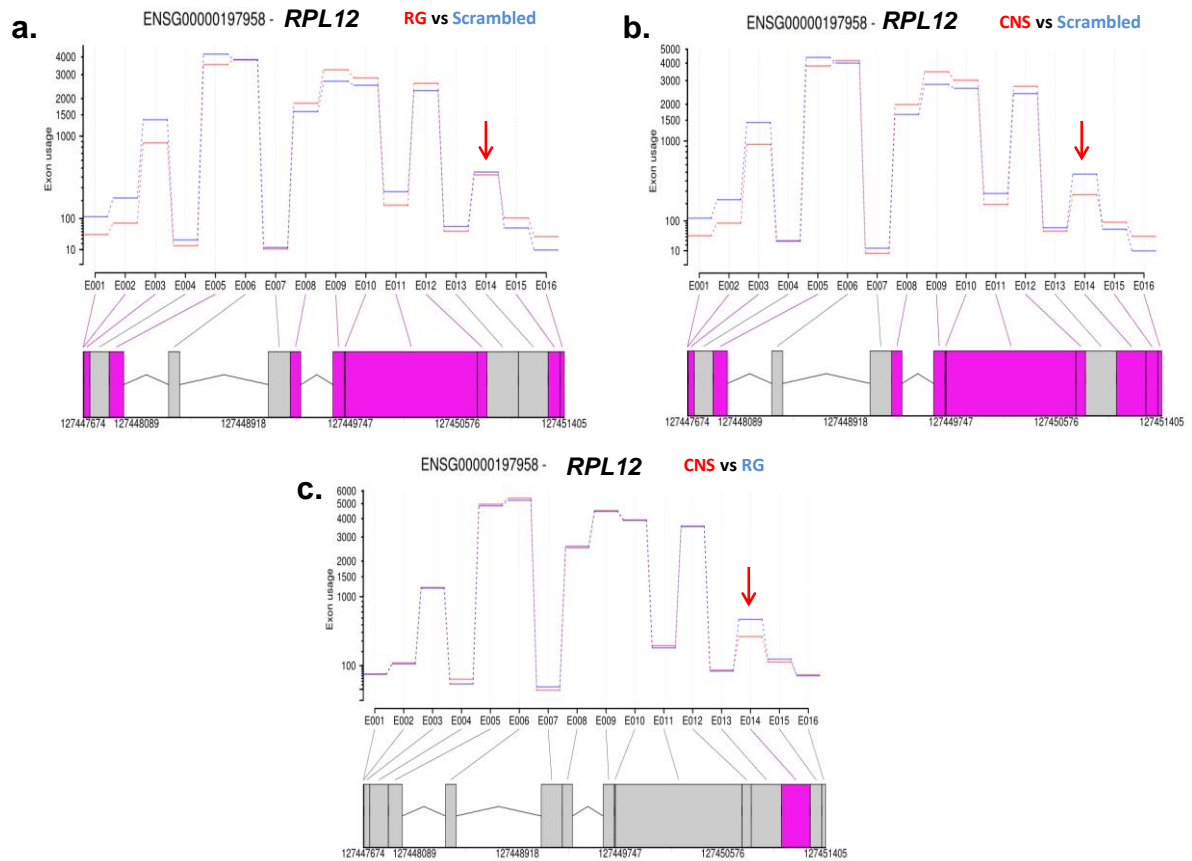 a.
ENSG00000197958 - RPL12 RG vs Scrambled
4000
3000
2000
1500
1000
100
10
Exon usage
E001 E002 E003 E004 E005 E006 E007 E008 E009 E010 E011 E012 E013 E014 E015 E016
127447674 127448089 127448918 127449747 127450576 127451405
b.
ENSG00000197958 - RPL12 CNS vs Scrambled
5000
4000
3000
2000
1500
1000
100
10
Exon usage
E001 E002 E003 E004 E005 E006 E007 E008 E009 E010 E011 E012 E013 E014 E015 E016
127447674 127448089 127448918 127449747 127450576 127451405
c.
ENSG00000197958 - RPL12 CNS vs RG
6000
5000
4000
3000
2000
1500
1000
100
Exon usage
E001 E002 E003 E004 E005 E006 E007 E008 E009 E010 E011 E012 E013 E014 E015 E016
127447674 127448089 127448918 127449747 127450576 127451405